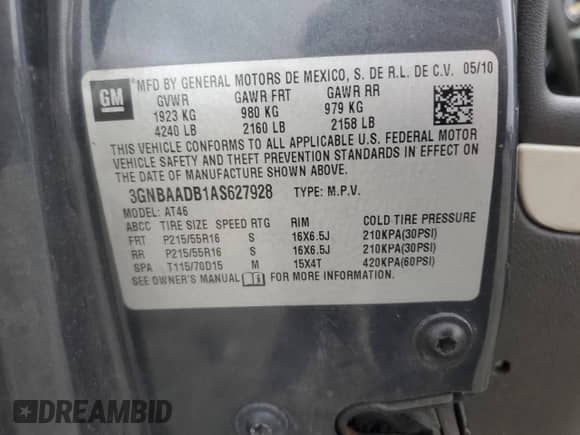 GM
MFD BY GENERAL MOTORS DE MEXICO, S. DE R.L. DE C.V. 05/10
GVWR GAWR FRT GAWR RR
1923 KG 980 KG 979 KG
4240 LB 2160 LB 2158 LB
THIS VEHICLE CONFORMS TO ALL APPLICABLE U.S. FEDERAL MOTOR
VEHICLE SAFETY AND THEFT PREVENTION STANDARDS IN EFFECT ON
THE DATE OF MANUFACTURE SHOWN ABOVE.
3GNBAADB1AS627928 TYPE: M.P.V.
MODEL: AT46
ABCC TIRE SIZE SPEED RTG RIM COLD TIRE PRESSURE
FRT P215/55R16 S 16X6.5J 210KPA(30PSI)
RR P215/55R16 S 16X6.5J 210KPA(30PSI)
SPA T115/70D15 M 15X4T 420KPA(60PSI)
SEE OWNER'S MANUAL FOR MORE INFORMATION.
DREAMBID